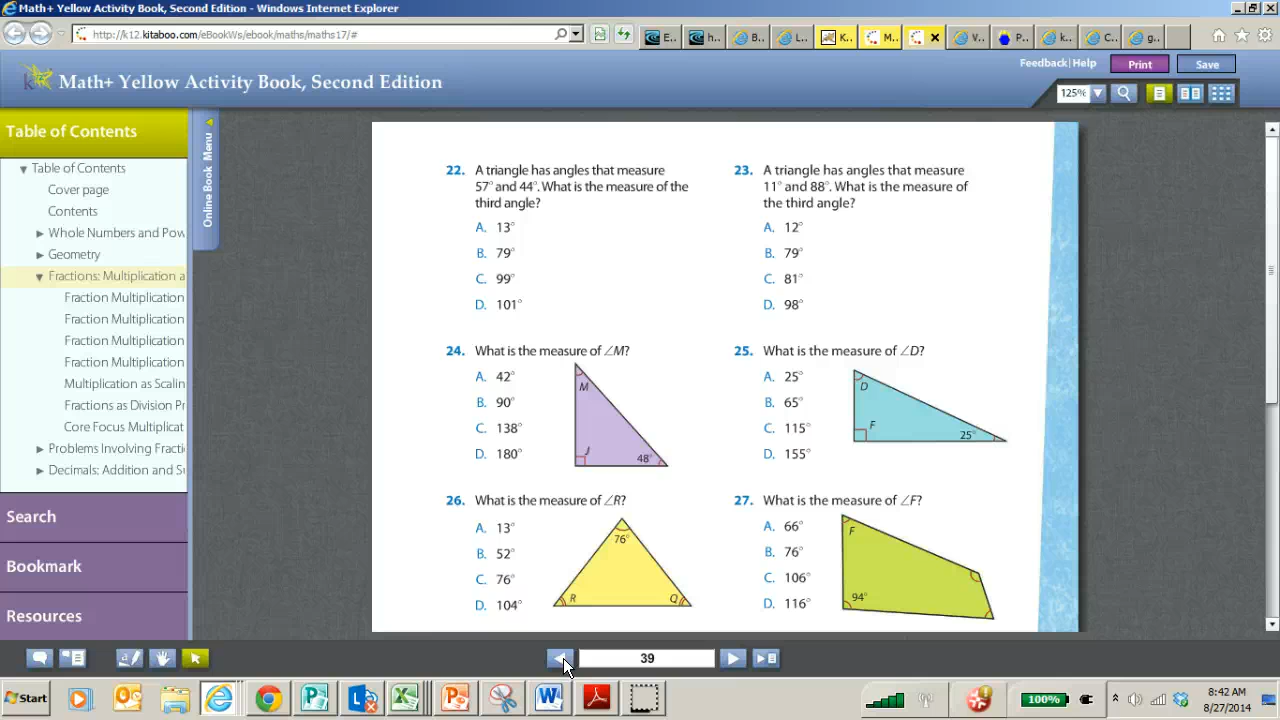 Math+ Yellow Activity Book, Second Edition - Windows Internet Explorer
http://k12.kitaboo.com/eBookWs/ebook/maths/maths17/#
E...
h...
B...
L...
K...
M...
V...
P...
k...
C...
g...
Math+ Yellow Activity Book, Second Edition
Feedback|Help
Print
Save
125%
Table of Contents
Table of Contents
Cover page
Contents
Whole Numbers and Pow
Geometry
Fractions: Multiplication a
Fraction Multiplication
Fraction Multiplication
Fraction Multiplication
Fraction Multiplication
Multiplication as Scalin
Fractions as Division Pr
Core Focus Multiplicat
Problems Involving Fracti
Decimals: Addition and Su
Search
Bookmark
Resources
Online Book Menu
22. A triangle has angles that measure
57° and 44°. What is the measure of the
third angle?
A. 13°
B. 79°
C. 99°
D. 101°
23. A triangle has angles that measure
11° and 88°. What is the measure of
the third angle?
A. 12°
B. 79°
C. 81°
D. 98°
24. What is the measure of ∠M?
A. 42°
B. 90°
C. 138°
D. 180°
M
J
48°
25. What is the measure of ∠D?
A. 25°
B. 65°
C. 115°
D. 155°
D
F
25°
26. What is the measure of ∠R?
A. 13°
B. 52°
C. 76°
D. 104°
76°
R
Q
27. What is the measure of ∠F?
A. 66°
B. 76°
C. 106°
D. 116°
F
94°
39
Start
100%
8:42 AM
8/27/2014